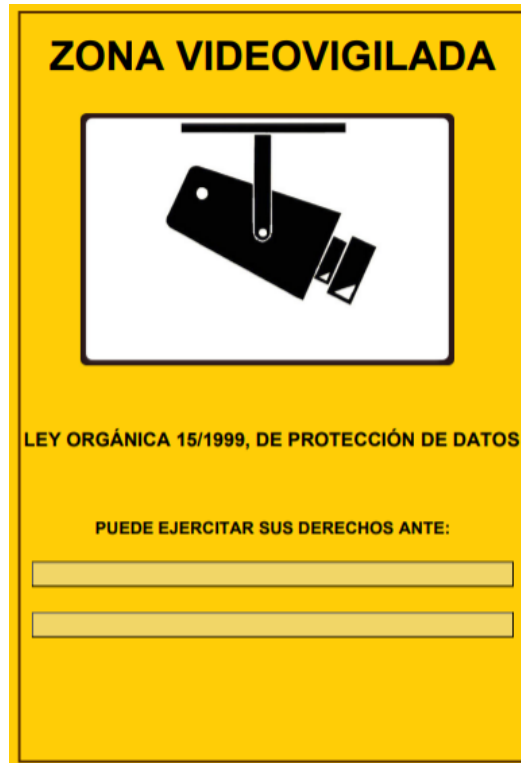 ZONA VIDEOVIGILADA
LEY ORGÁNICA 15/1999, DE PROTECCIÓN DE DATOS
PUEDE EJERCITAR SUS DERECHOS ANTE: